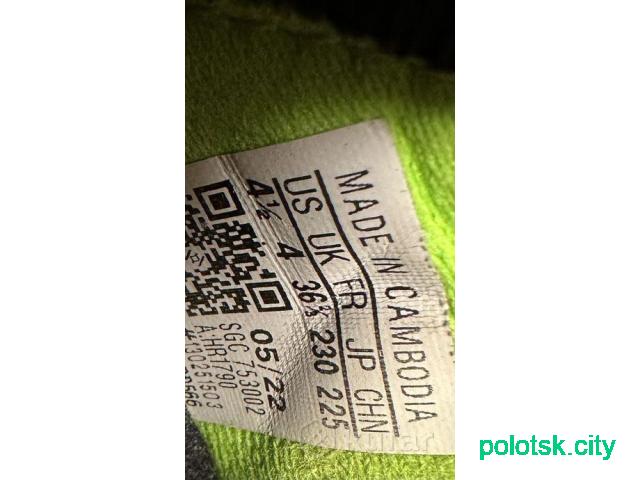 MADE IN CAMBODIA
US UK FR JP CHN
4½ 4 36⅔ 230 225
05/22
SGC 753002
A.HR1790
polotsk.city